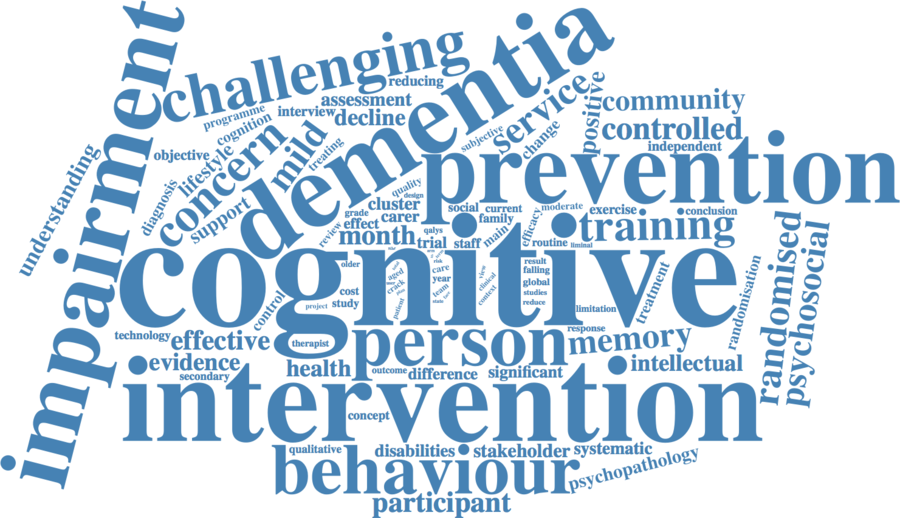 impairment
challenging
dementia
reducing
programme
interview
assessment
cognition
decline
understanding
objective
lifestyle
concern
mild
treating
diagnosis
support
subjective
service
change
positive
community
controlled
independent
prevention
quality
design
cluster
grade
effect
carer
review
month
qalys
trial
social
current
family
staff
main
efficacy
moderate
exercise
conclusion
training
routine
liminal
cognitive
older
cost
study
project
control
aged
crack
patient
risk
care
year
team
state
view
clinical
context
result
falling
global
studies
reduce
limitation
treatment
randomisation
randomised
psychosocial
technology
effective
therapist
person
response
memory
evidence
secondary
health
outcome
difference
significant
intellectual
intervention
concept
qualitative
disabilities
stakeholder
systematic
behaviour
psychopathology
participant